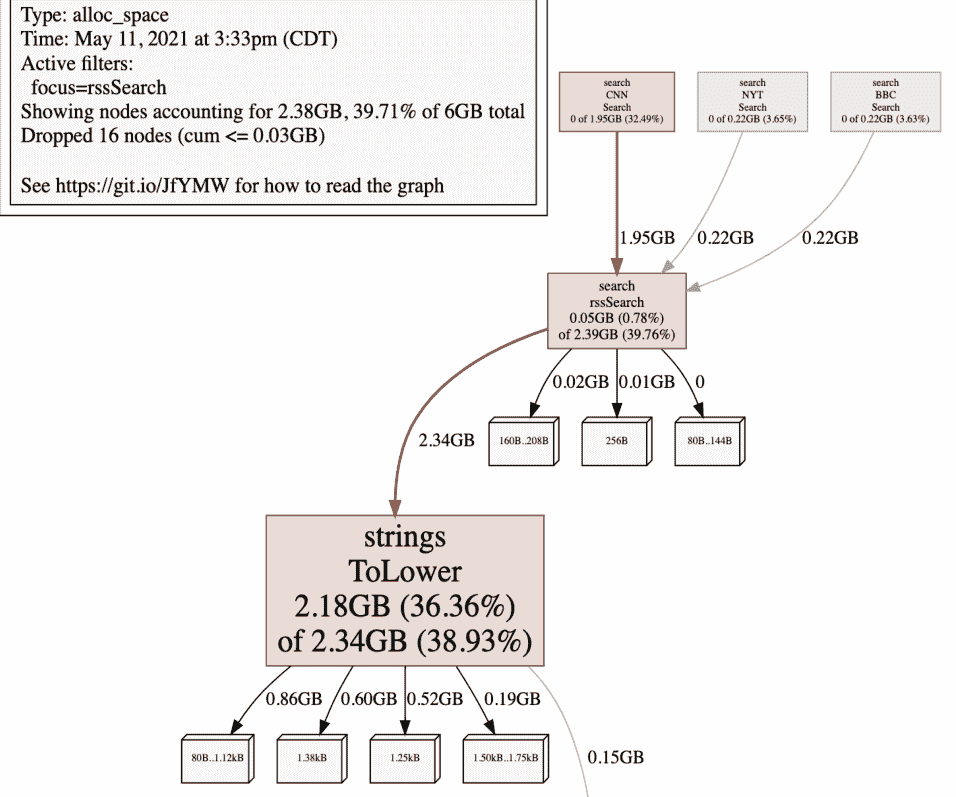 Type: alloc_space
Time: May 11, 2021 at 3:33pm (CDT)
Active filters:
focus=rssSearch
Showing nodes accounting for 2.38GB, 39.71% of 6GB total
Dropped 16 nodes (cum <= 0.03GB)
See https://git.io/JfYMW for how to read the graph
search
CNN
Search
0 of 1.95GB (32.49%)
search
NYT
Search
0 of 0.22GB (3.65%)
search
BBC
Search
0 of 0.22GB (3.63%)
1.95GB
0.22GB
0.22GB
search
rssSearch
0.05GB (0.78%)
of 2.39GB (39.76%)
0.02GB
0.01GB
0
2.34GB
160B..208B
256B
80B..144B
strings
ToLower
2.18GB (36.36%)
of 2.34GB (38.93%)
0.86GB
0.60GB
0.52GB
0.19GB
0.15GB
80B..1.12kB
1.38kB
1.25kB
1.50kB..1.75kB